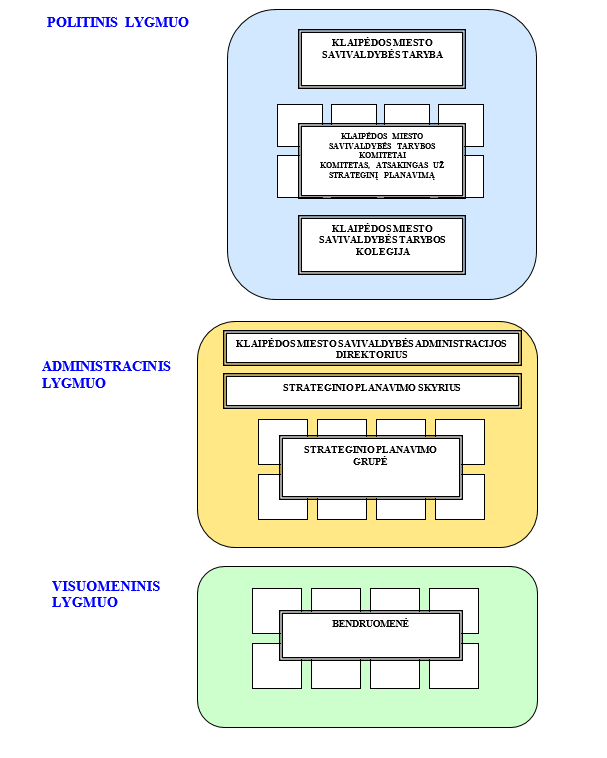 POLITINIS LYGMUO
KLAIPĖDOS MIESTO
SAVIVALDYBĖS TARYBA
KLAIPĖDOS MIESTO
SAVIVALDYBĖS TARYBOS
KOMITETAI
KOMITETAS, ATSAKINGAS UŽ
STRATEGINĮ PLANAVIMĄ
KLAIPĖDOS MIESTO
SAVIVALDYBĖS TARYBOS
KOLEGIJA
ADMINISTRACINIS
LYGMUO
KLAIPĖDOS MIESTO SAVIVALDYBĖS ADMINISTRACIJOS
DIREKTORIUS
STRATEGINIO PLANAVIMO SKYRIUS
STRATEGINIO PLANAVIMO
GRUPĖ
VISUOMENINIS
LYGMUO
BENDRUOMENĖ